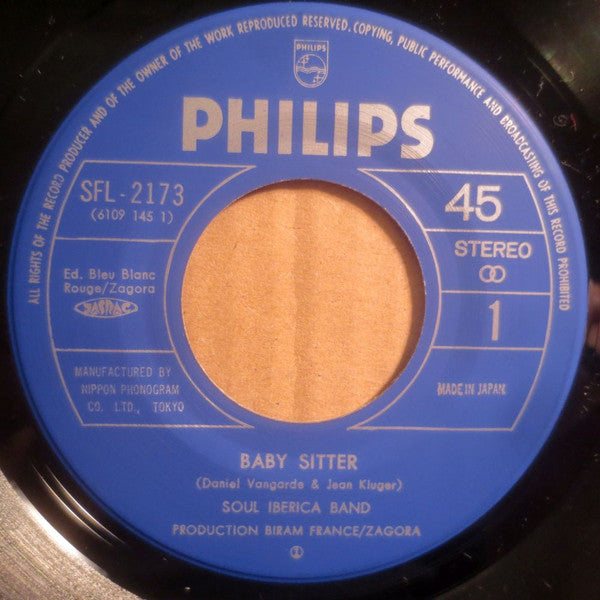 ALL RIGHTS OF THE RECORD PRODUCER AND OF THE OWNER OF THE WORK REPRODUCED RESERVED. COPYING, PUBLIC PERFORMANCE AND BROADCASTING OF THIS RECORD PROHIBITED
PHILIPS
PHILIPS
SFL-2173
(6109 145 1)
45
STEREO
Ed. Bleu Blanc
Rouge/Zagora
JASRAC
1
MANUFACTURED BY
NIPPON PHONOGRAM
CO. LTD., TOKYO
MADE IN JAPAN
BABY SITTER
(Daniel Vangarde & Jean Kluger)
SOUL IBERICA BAND
PRODUCTION BIRAM FRANCE/ZAGORA